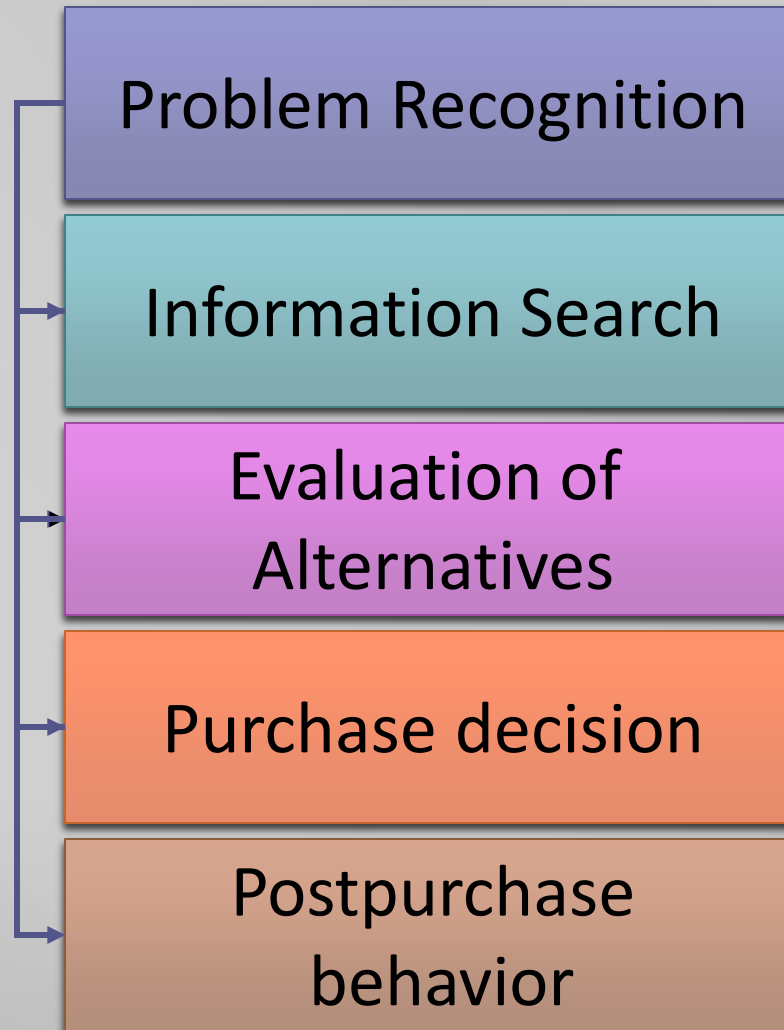 Problem Recognition
Information Search
Evaluation of
Alternatives
Purchase decision
Postpurchase
behavior